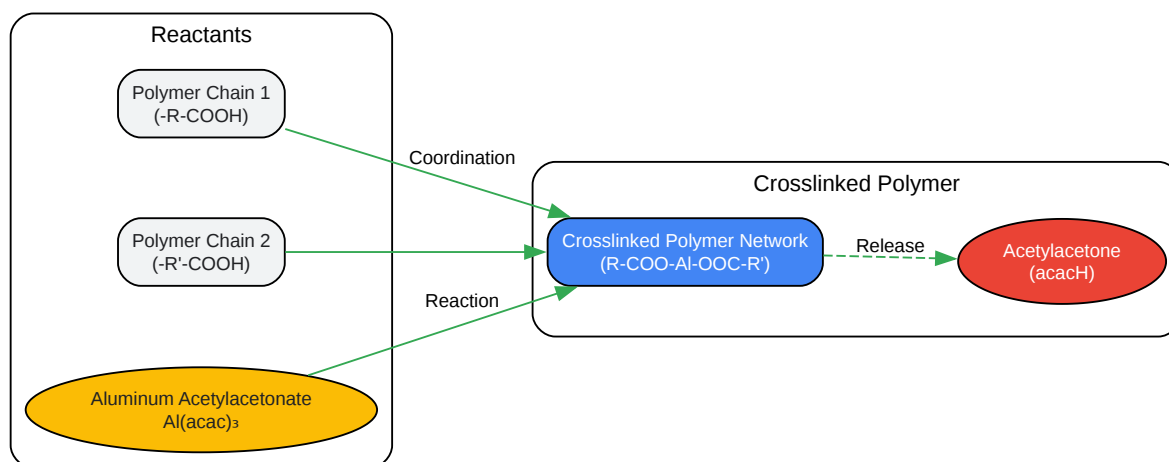 Reactants
Polymer Chain 1
(-R-COOH)
Coordination
Polymer Chain 2
(-R'-COOH)
Reaction
Aluminum Acetylacetonate
Al(acac)₃
Crosslinked Polymer
Crosslinked Polymer Network
(R-COO-Al-OOC-R')
Release
Acetylacetone
(acacH)